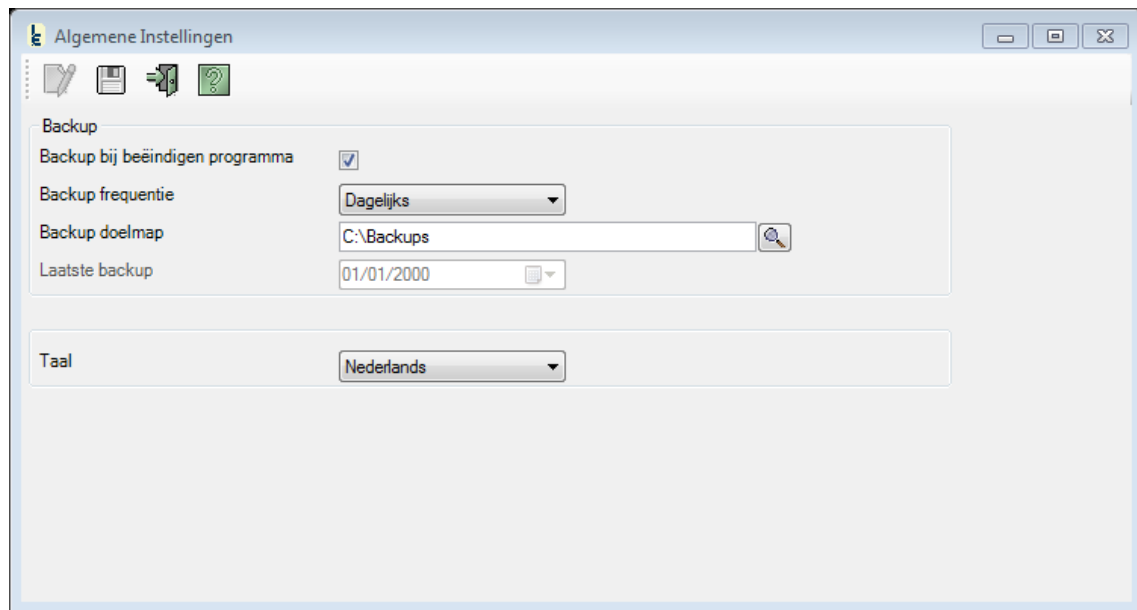 Algemene Instellingen
Backup
Backup bij beëindigen programma
Backup frequentie
Dagelijks
Backup doelmap
C:\Backups
Laatste backup
01/01/2000
Taal
Nederlands